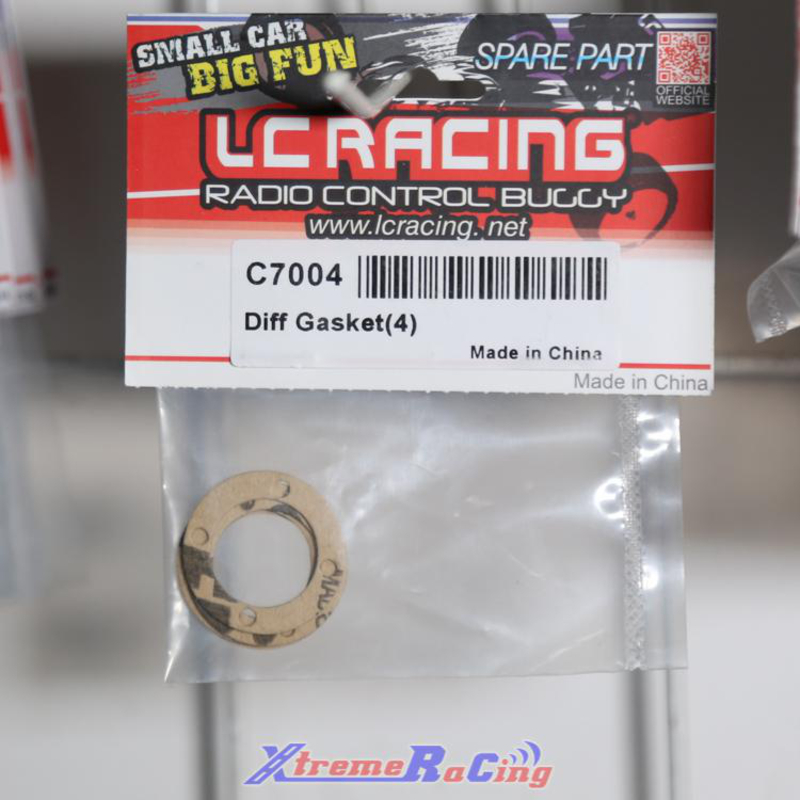 SMALL CAR
BIG FUN
SPARE PART
OFFICIAL
WEBSITE
LC RACING
RADIO CONTROL BUGGY
www.lcracing.net
C7004
Diff Gasket(4)
Made in China
Made in China
XtremeRaCing